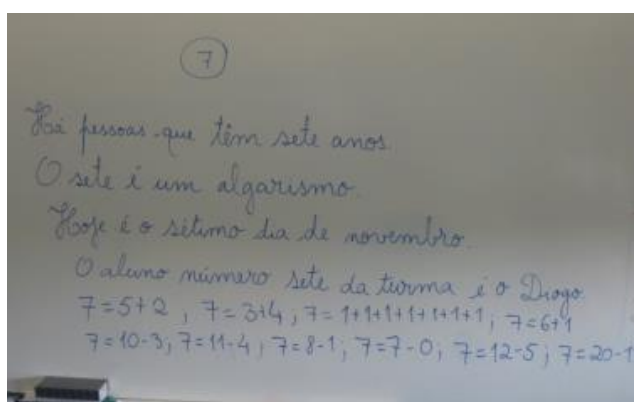 7
Há pessoas que têm sete anos.
O sete é um algarismo.
Hoje é o sétimo dia de novembro.
O aluno número sete da turma é o Diogo.
7=5+2 ; 7=3+4 ; 7=1+1+1+1+1+1+1 ; 7=6+1
7=10-3; 7=11-4 ; 7=8-1 ; 7=7-0 ; 7=12-5 ; 7=20-1